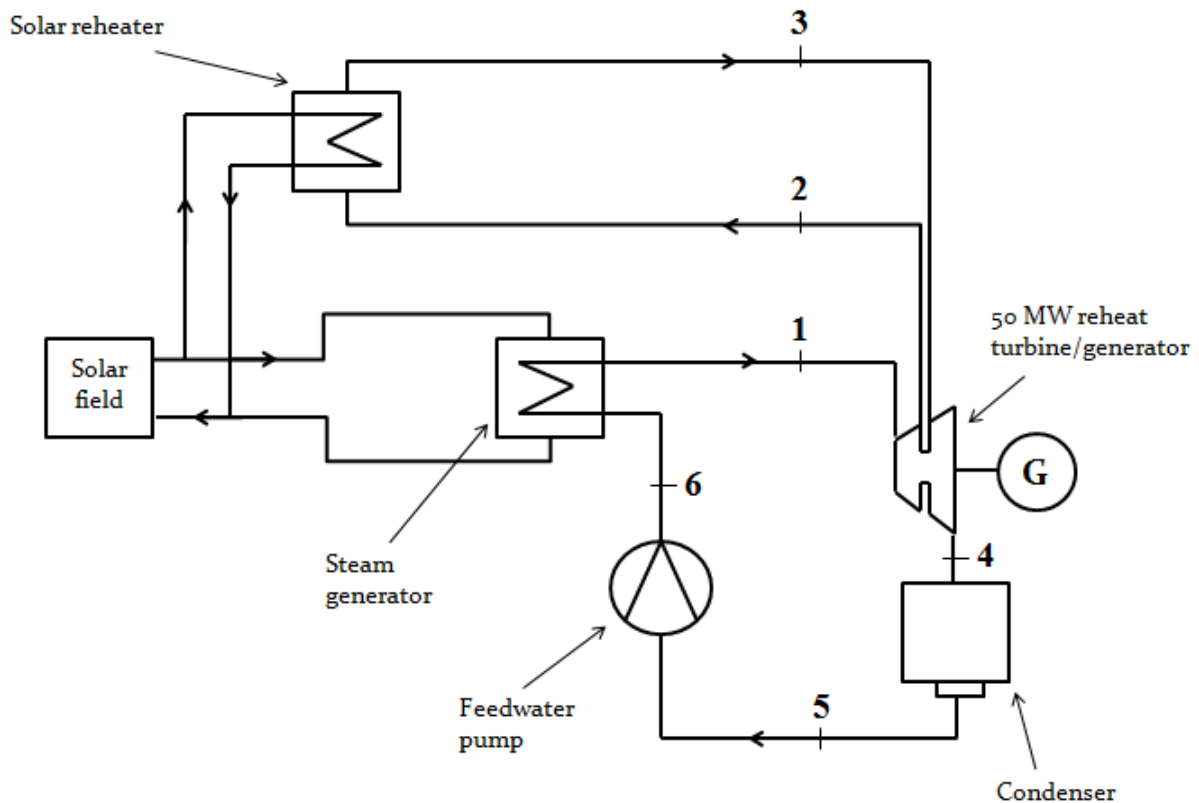 Solar reheater
3
2
1
50 MW reheat
turbine/generator
Solar
field
G
6
Steam
generator
4
Feedwater
pump
5
Condenser